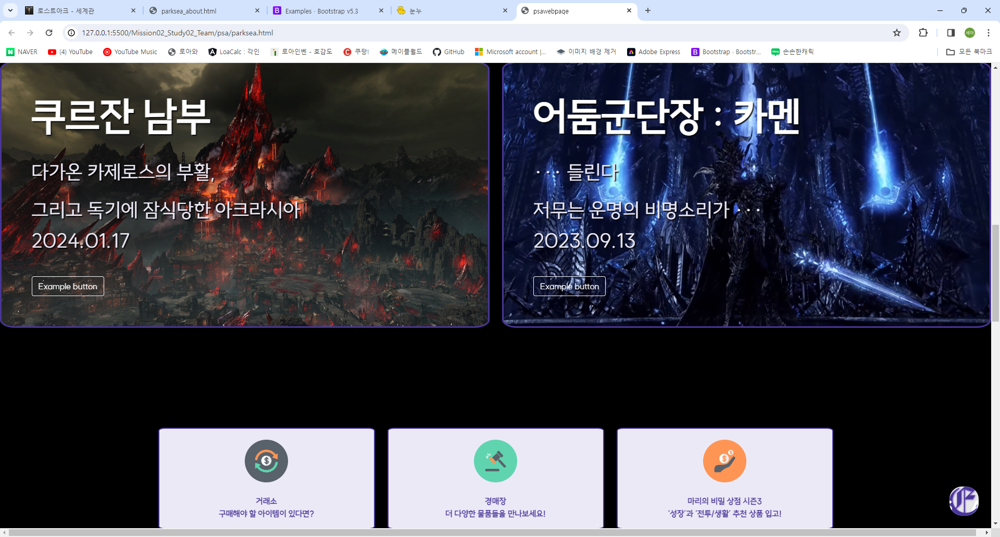 로스트아크 - 세계관
parksea_about.html
Examples · Bootstrap v5.3
눈누
psawebpage
127.0.0.1:5500/Mission02_Study02_Team/psa/parksea.html
세아
NAVER
(4) YouTube
YouTube Music
로아와
LoaCalc : 각인
로아인벤 - 호감도
쿠팡!
메이플월드
GitHub
Microsoft account |...
이미지 배경 제거
Adobe Express
Bootstrap · Bootstr...
손손한캐릭
모든 북마크
쿠르잔 남부
다가온 카제로스의 부활,
그리고 독기에 잠식당한 아크라시아
2024.01.17
Example button
어둠군단장 : 카멘
··· 들린다
저무는 운명의 비명소리가 ···
2023.09.13
Example button
거래소
구매해야 할 아이템이 있다면?
경매장
더 다양한 물품들을 만나보세요!
마리의 비밀 상점 시즌3
'성장'과 '전투/생활' 추천 상품 입고!